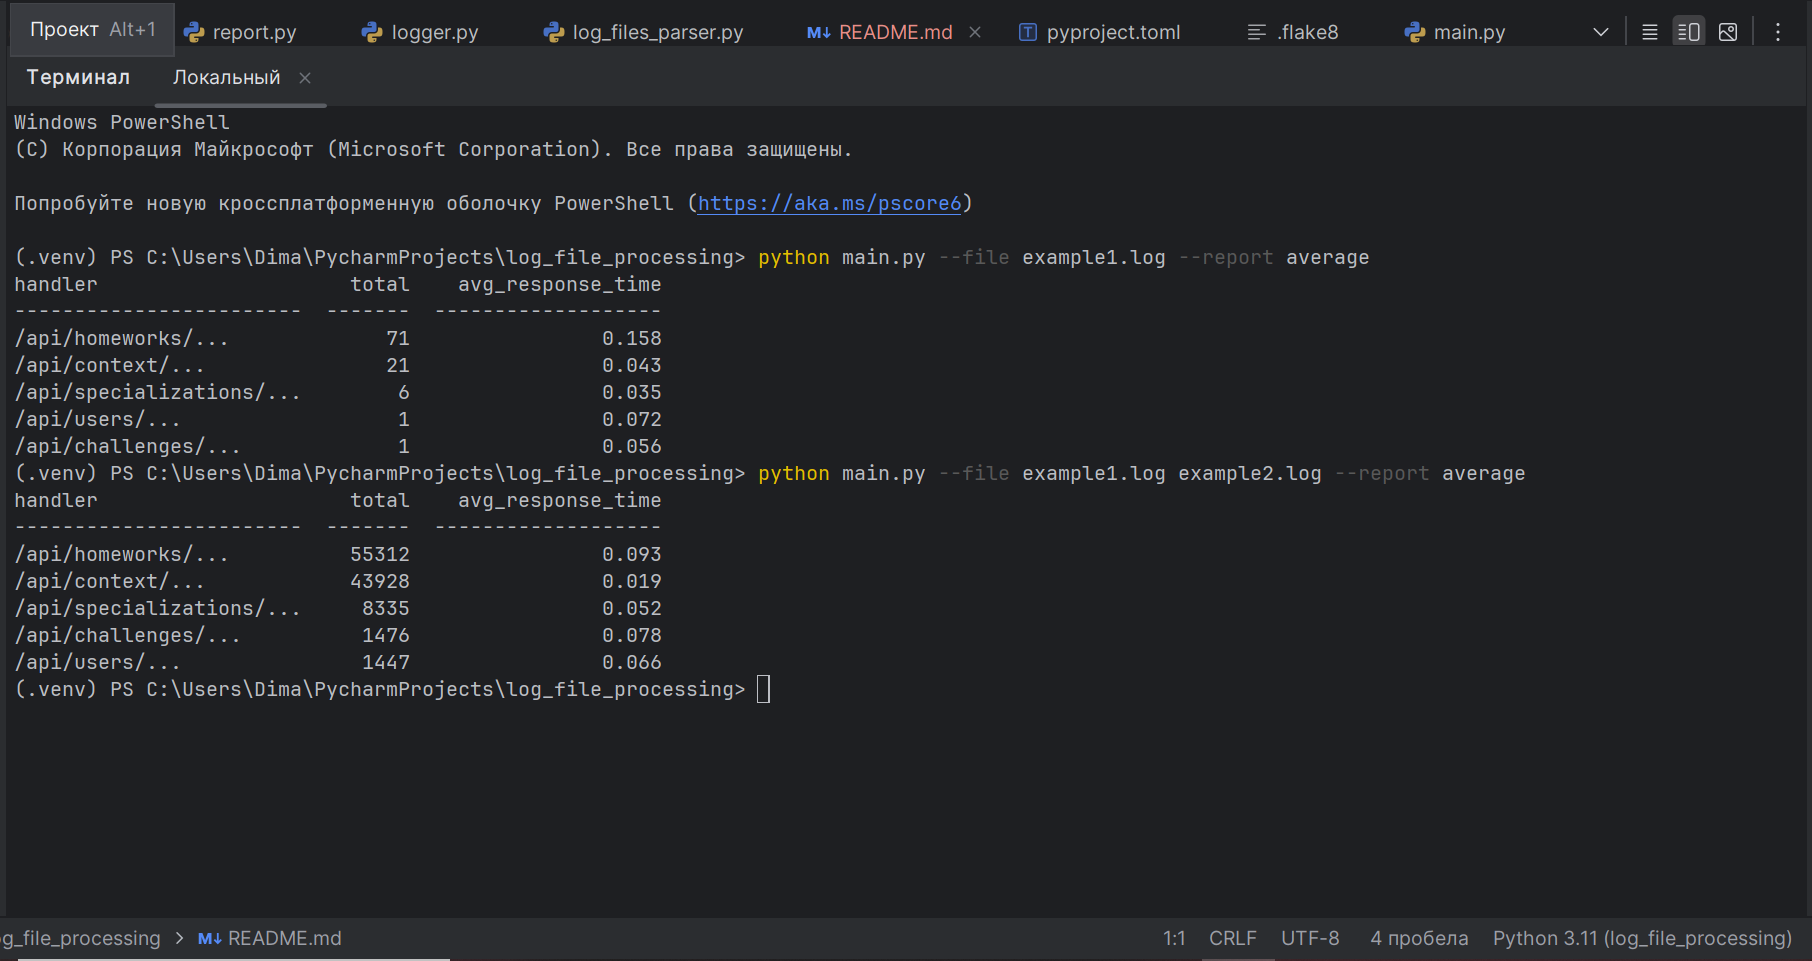 Проект Alt+1 report.py logger.py log_files_parser.py M↓ README.md pyproject.toml .flake8 main.py
Терминал Локальный
Windows PowerShell
(C) Корпорация Майкрософт (Microsoft Corporation). Все права защищены.
Попробуйте новую кроссплатформенную оболочку PowerShell (https://aka.ms/pscore6)
(.venv) PS C:\Users\Dima\PycharmProjects\log_file_processing> python main.py --file example1.log --report average
handler total avg_response_time
------------------------ ------- -------------------
/api/homeworks/... 71 0.158
/api/context/... 21 0.043
/api/specializations/... 6 0.035
/api/users/... 1 0.072
/api/challenges/... 1 0.056
(.venv) PS C:\Users\Dima\PycharmProjects\log_file_processing> python main.py --file example1.log example2.log --report average
handler total avg_response_time
------------------------ ------- -------------------
/api/homeworks/... 55312 0.093
/api/context/... 43928 0.019
/api/specializations/... 8335 0.052
/api/challenges/... 1476 0.078
/api/users/... 1447 0.066
(.venv) PS C:\Users\Dima\PycharmProjects\log_file_processing>
g_file_processing > M↓ README.md 1:1 CRLF UTF-8 4 пробела Python 3.11 (log_file_processing)